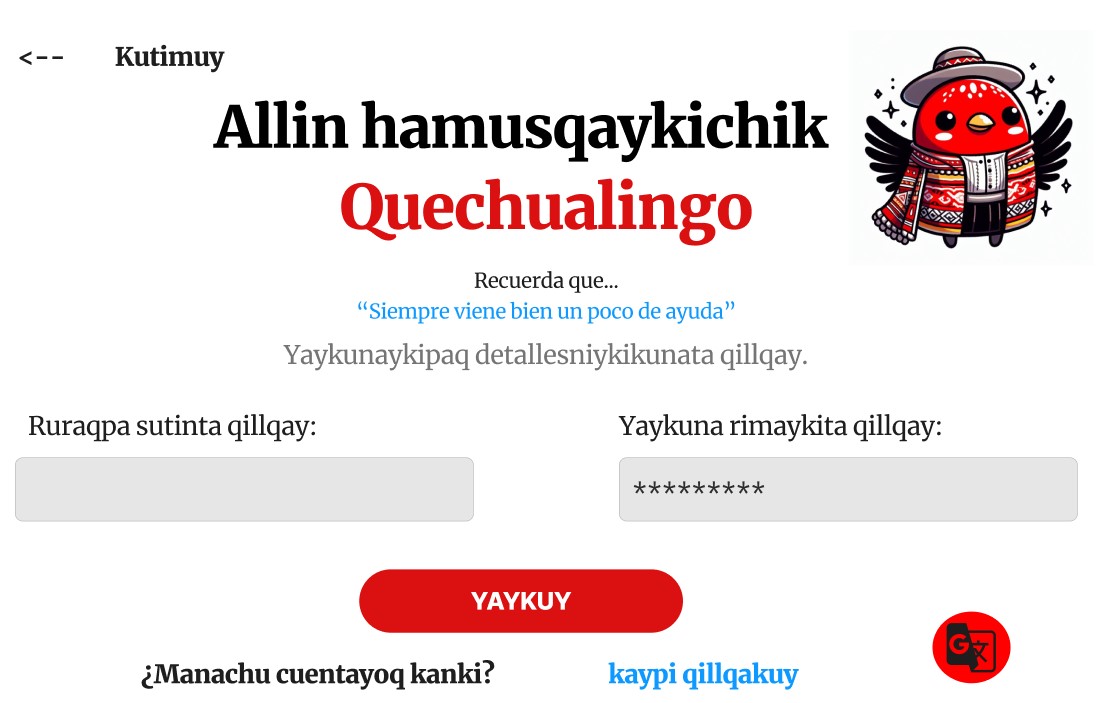 <-- Kutimuy
Allin hamusqaykichik
Quechualingo
Recuerda que...
“Siempre viene bien un poco de ayuda”
Yaykunaykipaq detallesniykikunata qillqay.
Ruraqpa sutinta qillqay:
Yaykuna rimaykita qillqay:
*********
YAYKUY
¿Manachu cuentayoq kanki? kaypi qillqakuy
G 文